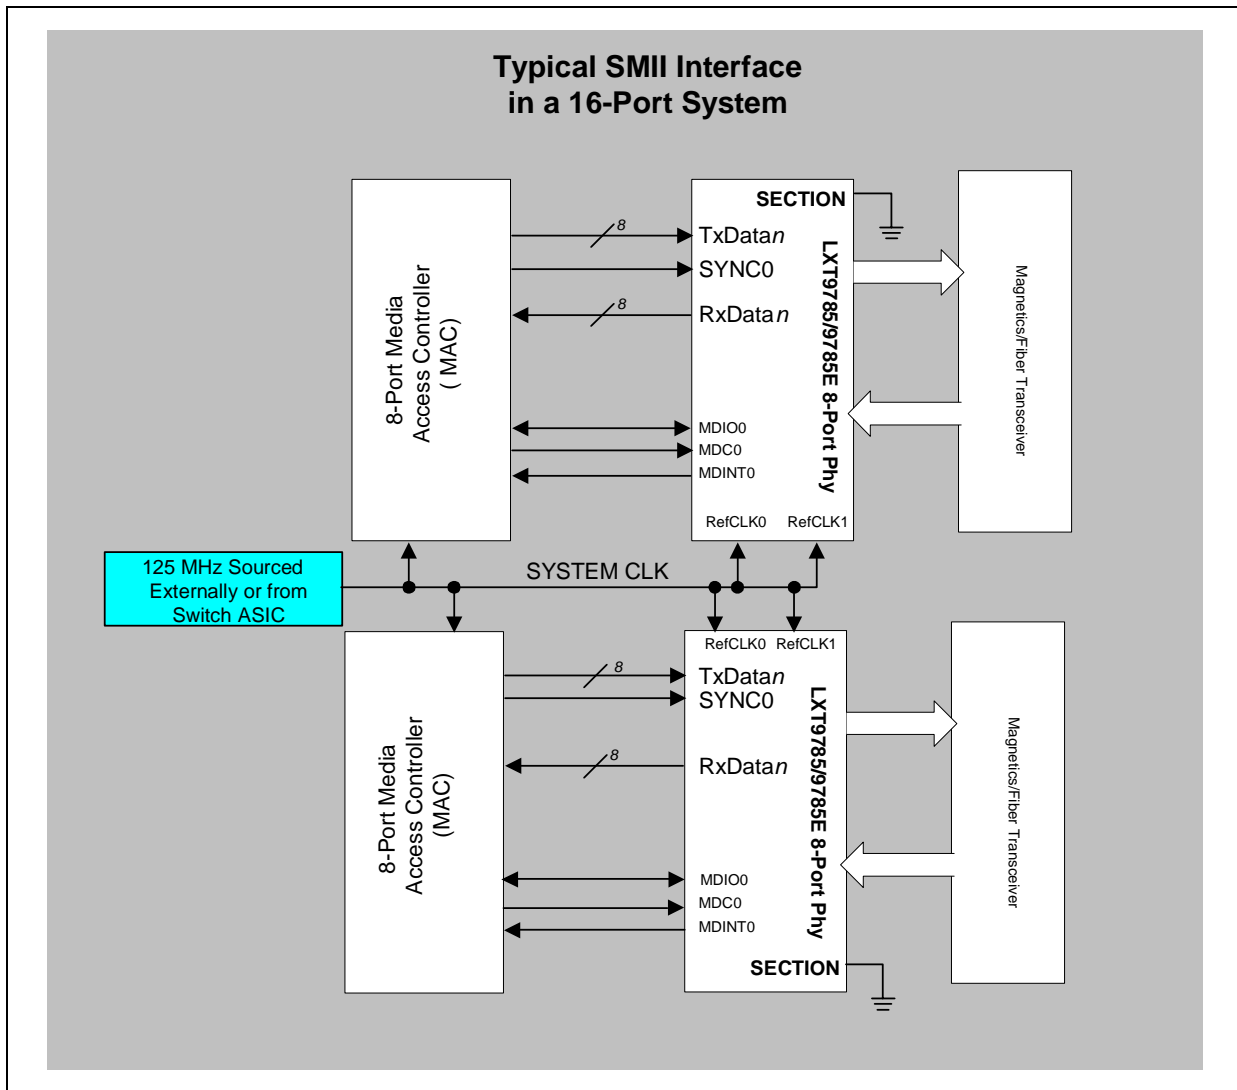 Typical SMII Interface
in a 16-Port System
8-Port Media
Access Controller
( MAC)
8
TxDatan
SYNC0
8
RxDatan
MDIO0
MDC0
MDINT0
SECTION
LXT9785/9785E 8-Port Phy
RefCLK0
RefCLK1
Magnetics/Fiber Transceiver
125 MHz Sourced
Externally or from
Switch ASIC
SYSTEM CLK
8-Port Media
Access Controller
(MAC)
RefCLK0
RefCLK1
8
TxDatan
SYNC0
8
RxDatan
MDIO0
MDC0
MDINT0
LXT9785/9785E 8-Port Phy
SECTION
Magnetics/Fiber Transceiver